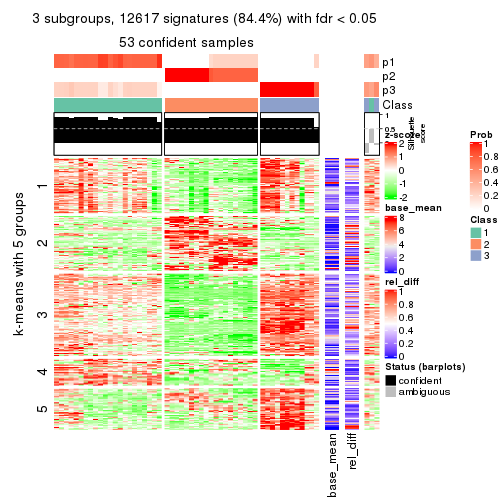 3 subgroups, 12617 signatures (84.4%) with fdr < 0.05
53 confident samples
p1
p2
p3
Class
1
0.5
0
Silhouette
score
k-means with 5 groups
1
2
3
4
5
base_mean
rel_diff
z-score
2
1
0
-1
-2
base_mean
8
6
4
2
0
rel_diff
1
0.8
0.6
0.4
0.2
0
Status (barplots)
confident
ambiguous
Prob
1
0.8
0.6
0.4
0.2
0
Class
1
2
3